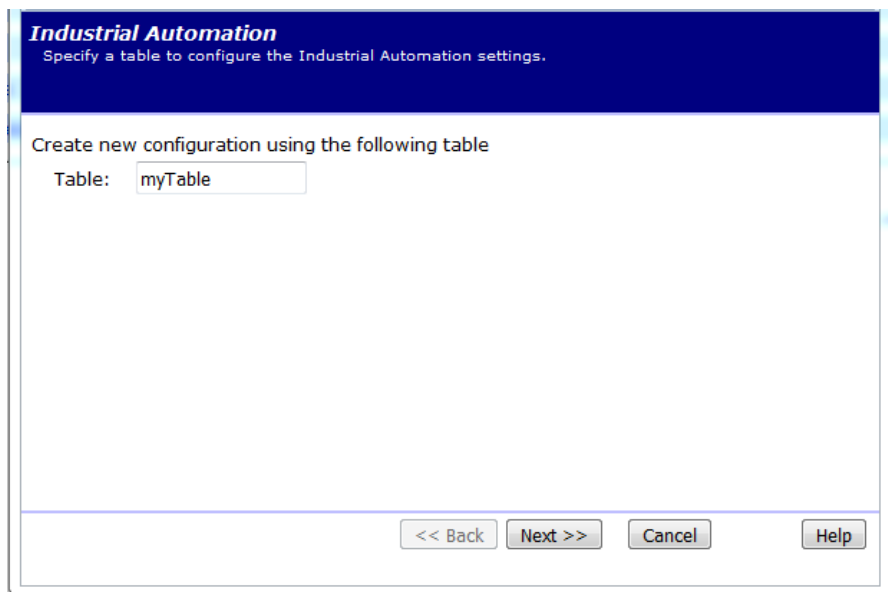 Industrial Automation
Specify a table to configure the Industrial Automation settings.
Create new configuration using the following table
Table: myTable
<< Back Next >> Cancel Help